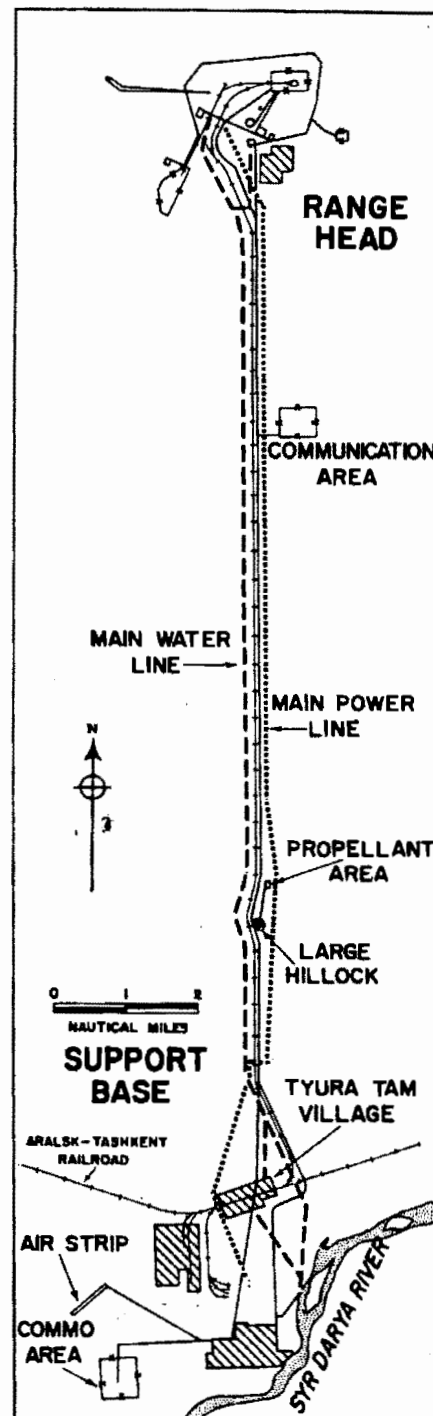 RANGE
HEAD
COMMUNICATION
AREA
MAIN WATER
LINE
MAIN POWER
LINE
N
PROPELLANT
AREA
LARGE
HILLOCK
0 1 2
NAUTICAL MILES
SUPPORT
BASE
TYURA TAM
VILLAGE
ARALSK-TASHKENT
RAILROAD
AIR STRIP
COMMO
AREA
SYR DARYA RIVER